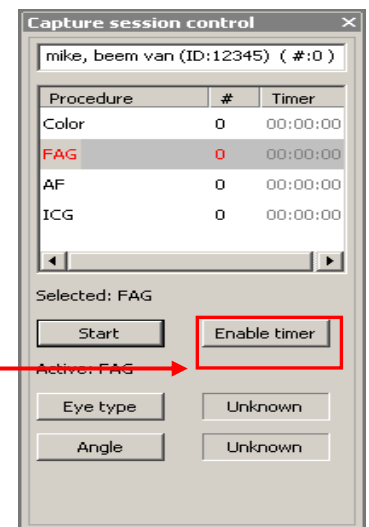 Capture session control ×
mike, beem van (ID:12345) ( #:0 )
Procedure # Timer
Color 0 00:00:00
FAG 0 00:00:00
AF 0 00:00:00
ICG 0 00:00:00
Selected: FAG
Start Enable timer
Active: FAG
Eye type Unknown
Angle Unknown